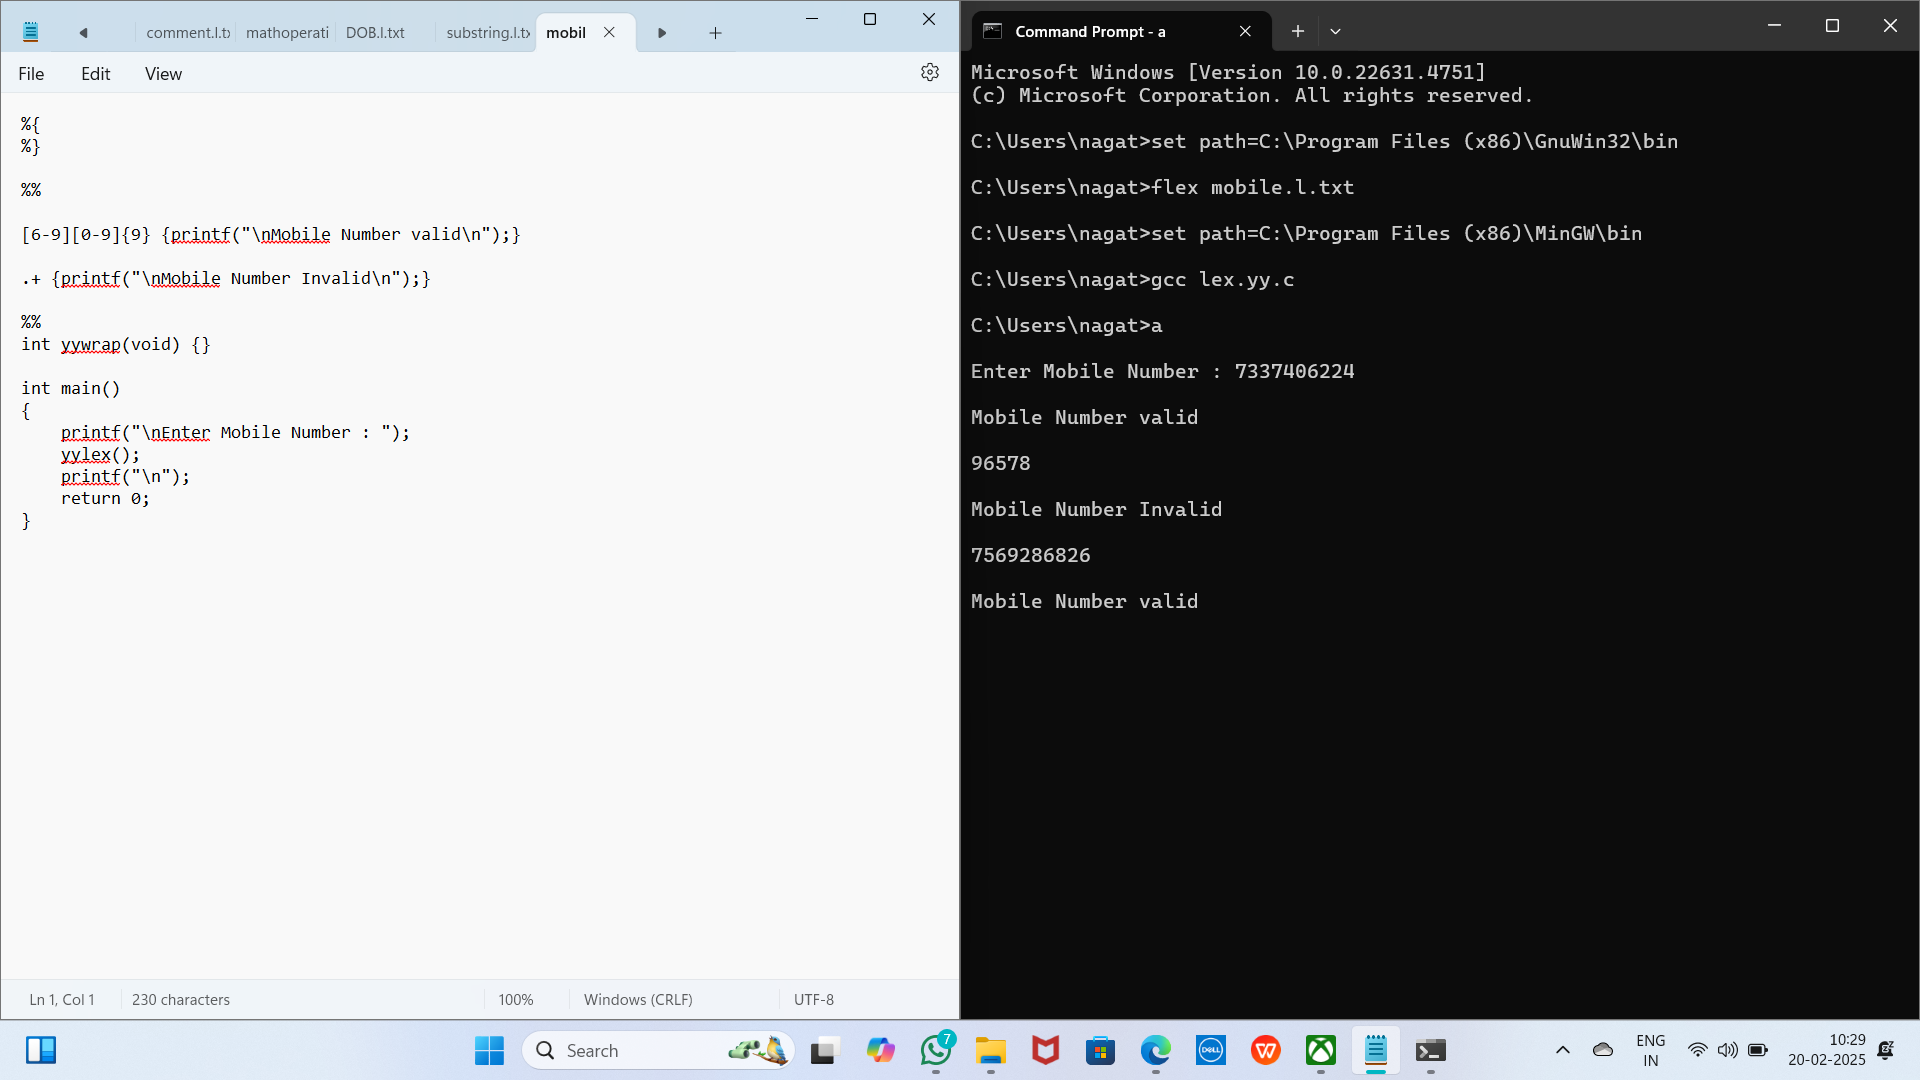 comment.l.tx mathoperati DOB.l.txt substring.l.tx mobil
File Edit View
%{
%}
%%
[6-9][0-9]{9} {printf("\nMobile Number valid\n");}
.+ {printf("\nMobile Number Invalid\n");}
%%
int yywrap(void) {}
int main()
{
    printf("\nEnter Mobile Number : ");
    yylex();
    printf("\n");
    return 0;
}
Ln 1, Col 1 230 characters 100% Windows (CRLF) UTF-8
Command Prompt - a
Microsoft Windows [Version 10.0.22631.4751]
(c) Microsoft Corporation. All rights reserved.
C:\Users\nagat>set path=C:\Program Files (x86)\GnuWin32\bin
C:\Users\nagat>flex mobile.l.txt
C:\Users\nagat>set path=C:\Program Files (x86)\MinGW\bin
C:\Users\nagat>gcc lex.yy.c
C:\Users\nagat>a
Enter Mobile Number : 7337406224
Mobile Number valid
96578
Mobile Number Invalid
7569286826
Mobile Number valid
Search
7
DELL
W
ENG
IN
10:29
20-02-2025